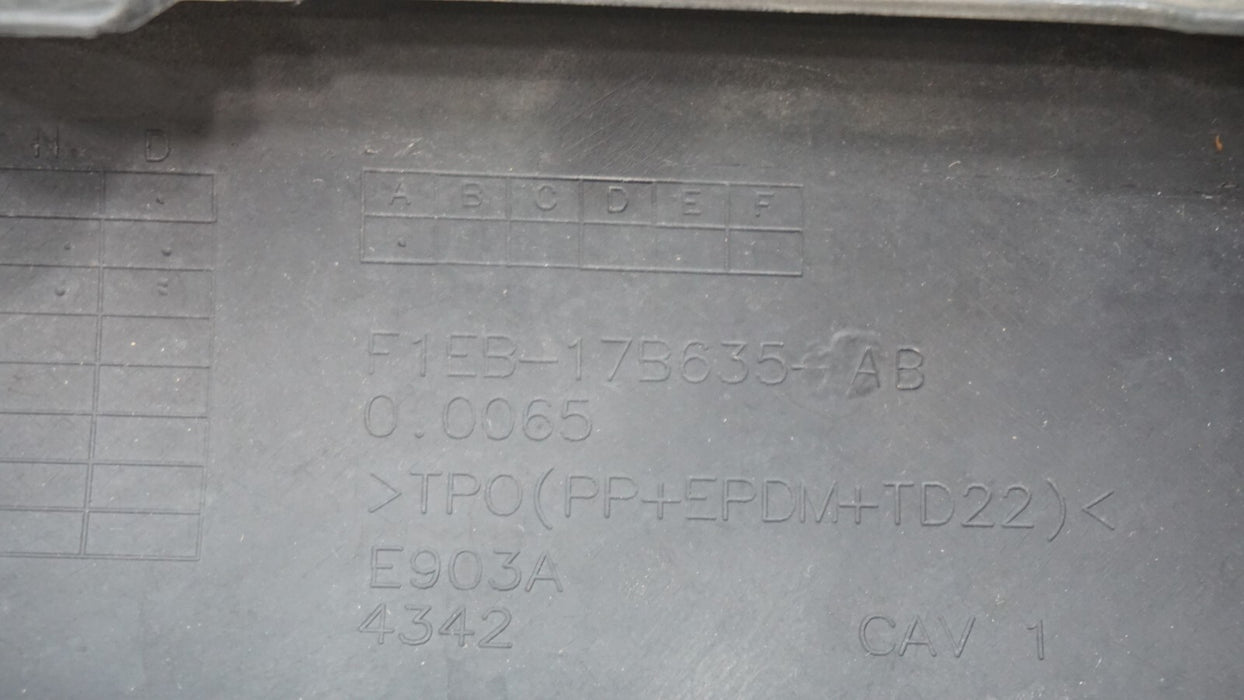 N D
A B C D E F
F1EB-17B635-AB
0.0065
>TPO(PP+EPDM+TD22)<
E903A
4342
CAV 1